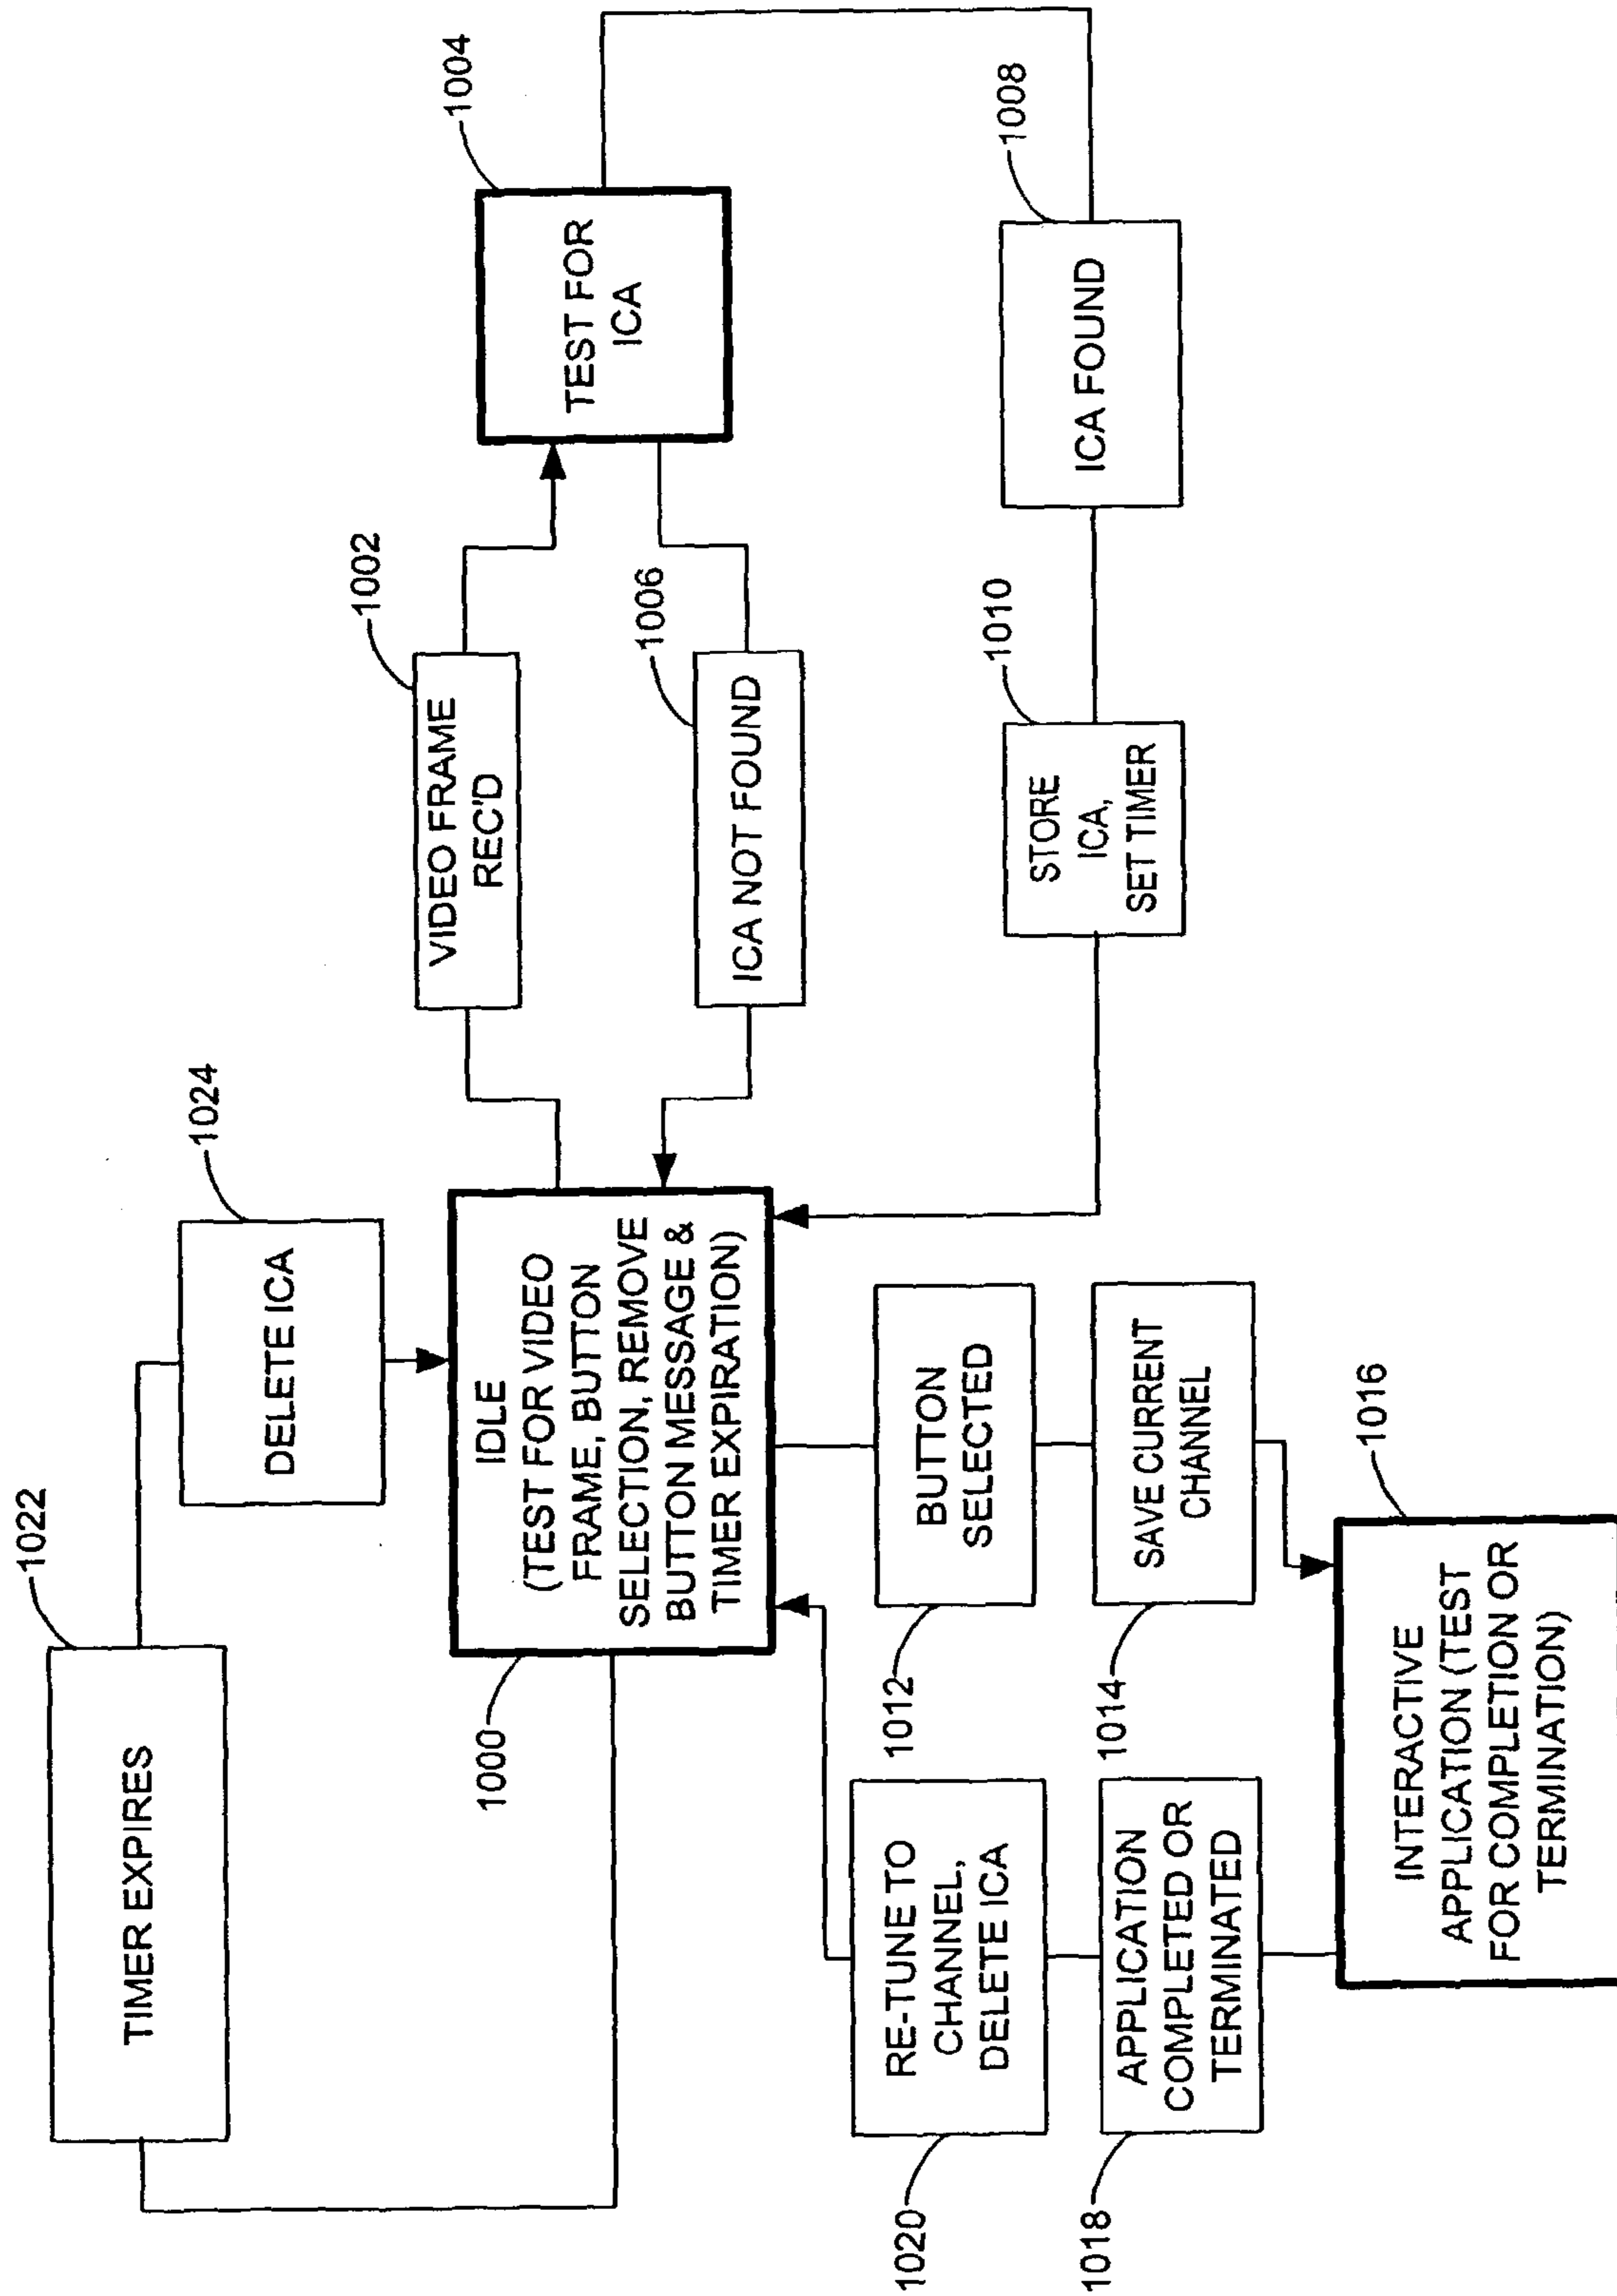 1022
TIMER EXPIRES
1024
DELETE ICA
1000
IDLE
(TEST FOR VIDEO
FRAME, BUTTON
SELECTION, REMOVE
BUTTON MESSAGE &
TIMER EXPIRATION)
1002
VIDEO FRAME
REC'D
1004
TEST FOR
ICA
1006
ICA NOT FOUND
1008
ICA FOUND
1010
STORE
ICA,
SET TIMER
1012
BUTTON
SELECTED
1014
SAVE CURRENT
CHANNEL
1016
INTERACTIVE
APPLICATION (TEST
FOR COMPLETION OR
TERMINATION)
1018
APPLICATION
COMPLETED OR
TERMINATED
1020
RE-TUNE TO
CHANNEL,
DELETE ICA